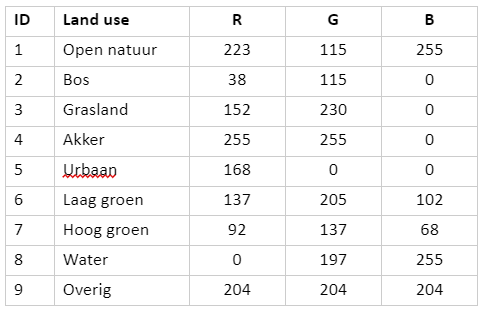 ID Land use R G B
1 Open natuur 223 115 255
2 Bos 38 115 0
3 Grasland 152 230 0
4 Akker 255 255 0
5 Urbaan 168 0 0
6 Laag groen 137 205 102
7 Hoog groen 92 137 68
8 Water 0 197 255
9 Overig 204 204 204